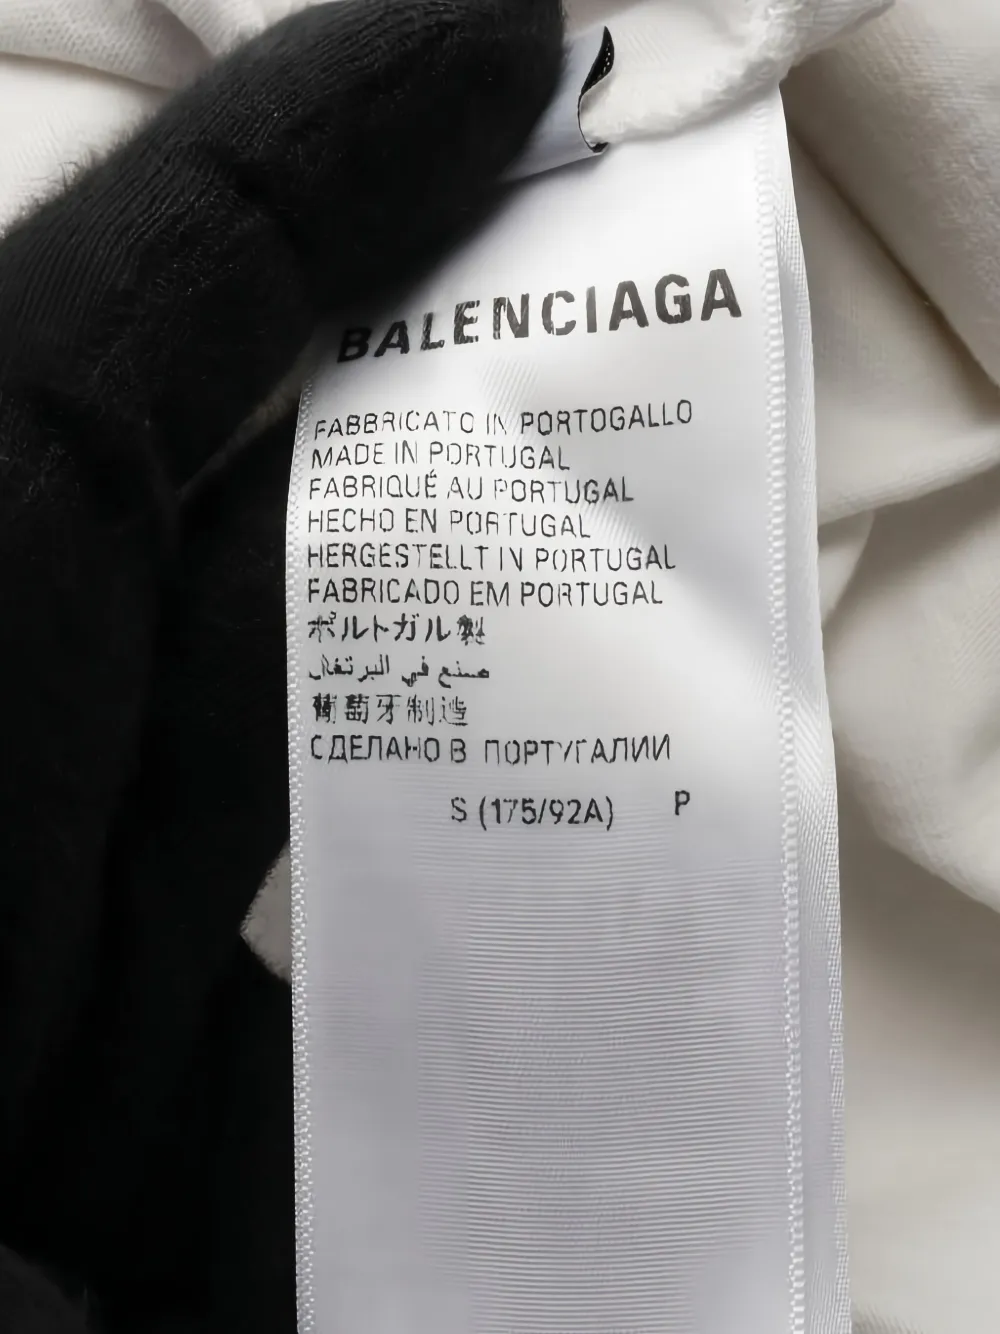 BALENCIAGA
FABBRICATO IN PORTOGALLO
MADE IN PORTUGAL
FABRIQUÉ AU PORTUGAL
HECHO EN PORTUGAL
HERGESTELLT IN PORTUGAL
FABRICADO EM PORTUGAL
ポルトガル製
صنع في البرتغال
葡萄牙制造
СДЕЛАНО В ПОРТУГАЛИИ
S (175/92A) P